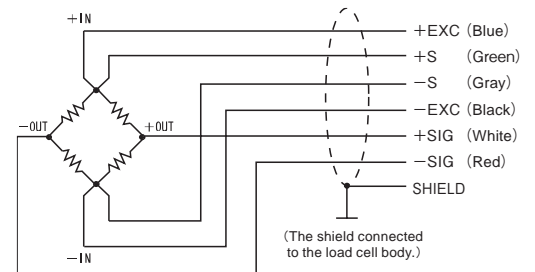 +IN
+EXC (Blue)
+S (Green)
−S (Gray)
−EXC (Black)
−OUT
+OUT
+SIG (White)
−SIG (Red)
SHIELD
(The shield connected
to the load cell body.)
−IN